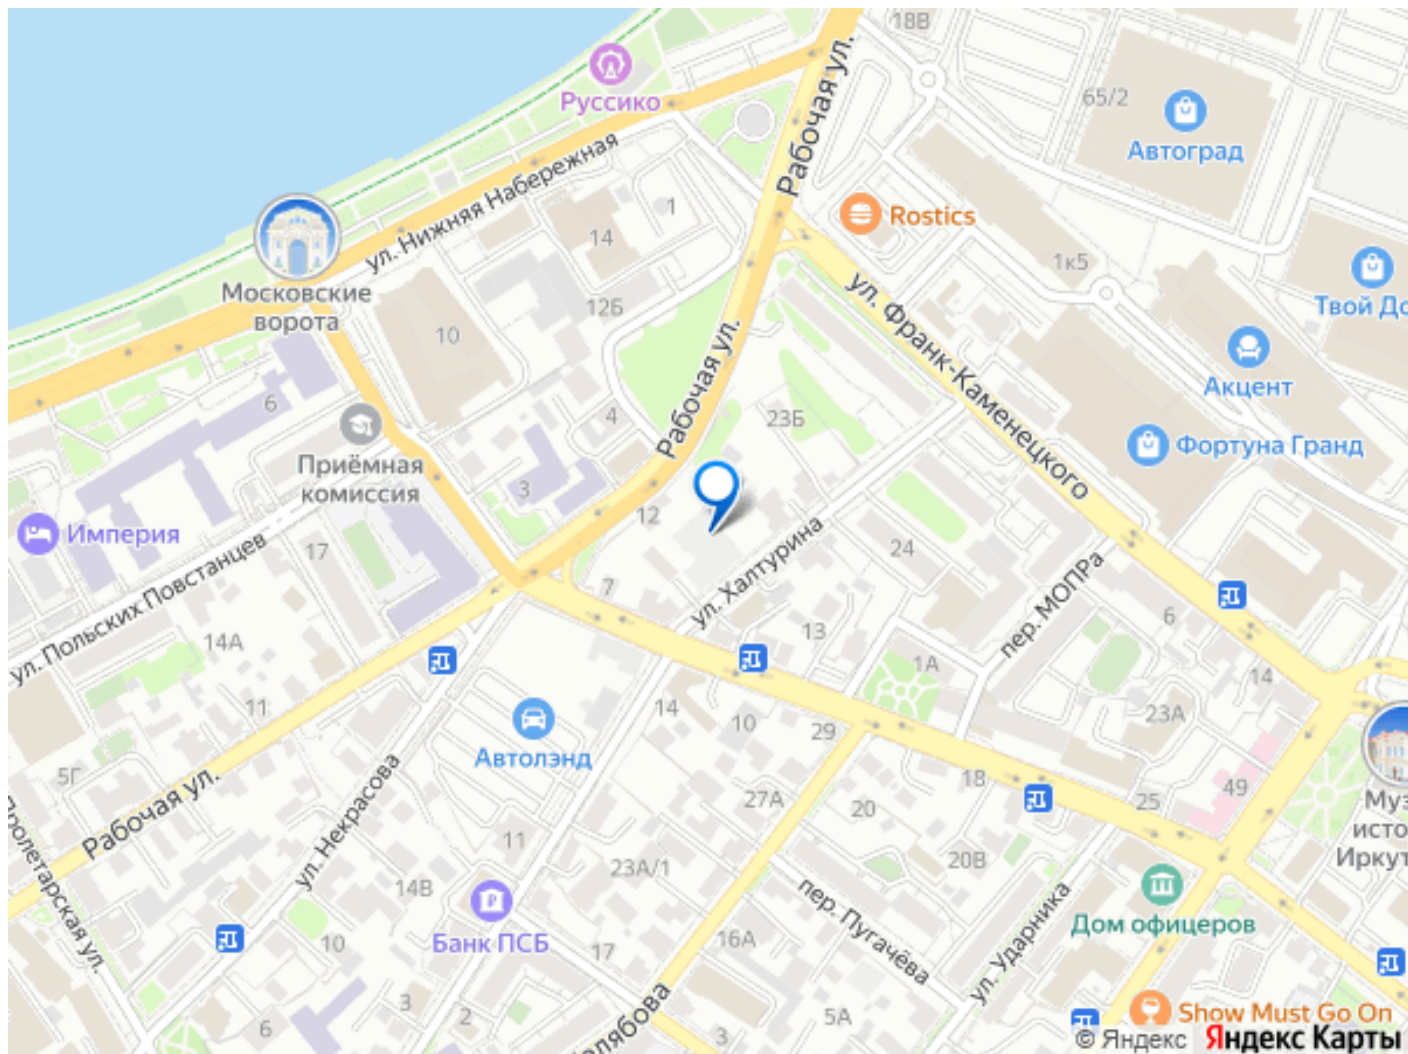 18В
Руссико
Рабочая ул.
65/2
Автоград
ул. Нижняя Набережная
1
Rostics
14
1к5
Московские
ворота
12Б
ул. Франк-Каменецкого
Твой До
10
Рабочая ул.
Акцент
6
4
23Б
Фортуна Гранд
Приёмная
комиссия
3
12
Империя
17
24
ул. Халтурина
ул. Польских Повстанцев
7
пер. МОПРа
6
14А
13
1А
14
11
14
10
29
23А
Автолэнд
5Г
18
49
25
27А
20
Муз
исто
Иркут
Рабочая ул.
ул. Некрасова
11
23А/1
20В
14В
пер. Пугачёва
ул. Ударника
Дом офицеров
Банк ПСБ
10
17
16А
3
2
6
5А
3
Show Must Go On
© Яндекс Яндекс Карты